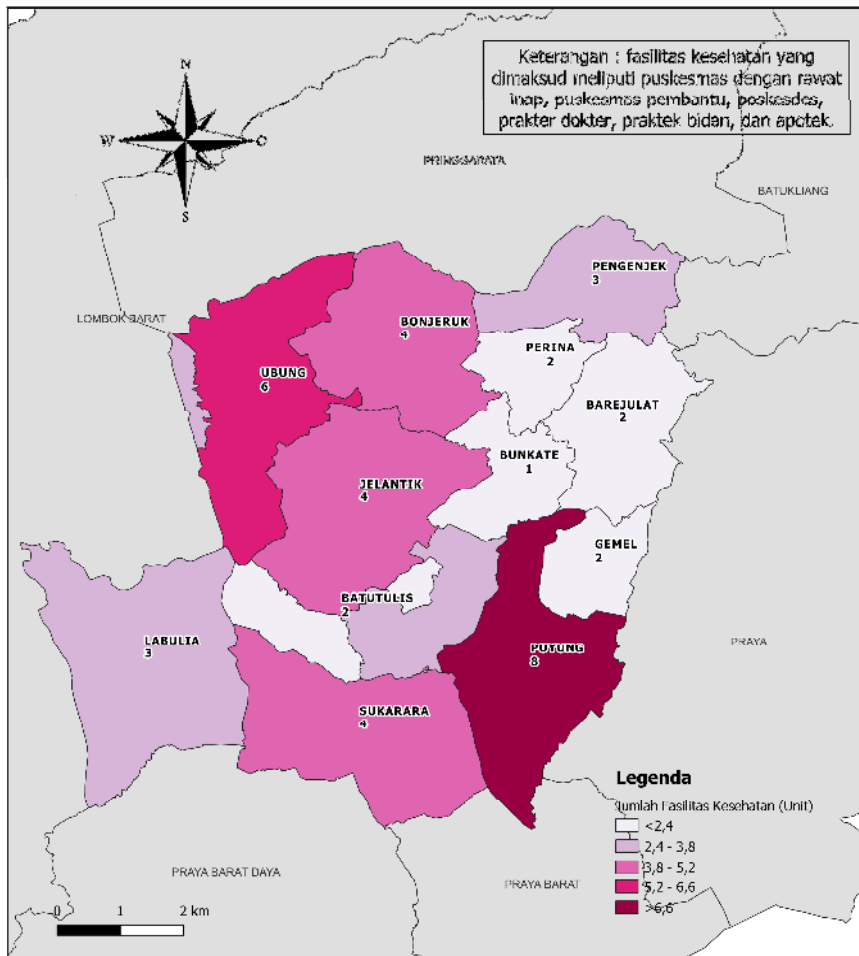 Keterangan : fasilitas kesehatan yang
dimaksud meliputi puskesmas dengan rawat
inap, puskesmas pembantu, poskesdes,
prakter dokter, praktek bidan, dan apotek.
N
W
O
S
PRINGGARATA
BATUKLIANG
LOMBOK BARAT
PENGENJEK
3
BONJERUK
4
PERINA
2
UBUNG
6
BAREJULAT
2
BUNKATE
1
JELANTIK
4
GEMEL
2
BATUTULIS
2
LABULIA
3
PUYUNG
8
PRAYA
SUKARARA
4
Legenda
Jumlah Fasilitas Kesehatan (Unit)
<2,4
2,4 - 3,8
3,8 - 5,2
5,2 - 6,6
>6,6
PRAYA BARAT DAYA
PRAYA BARAT
0 1 2 km